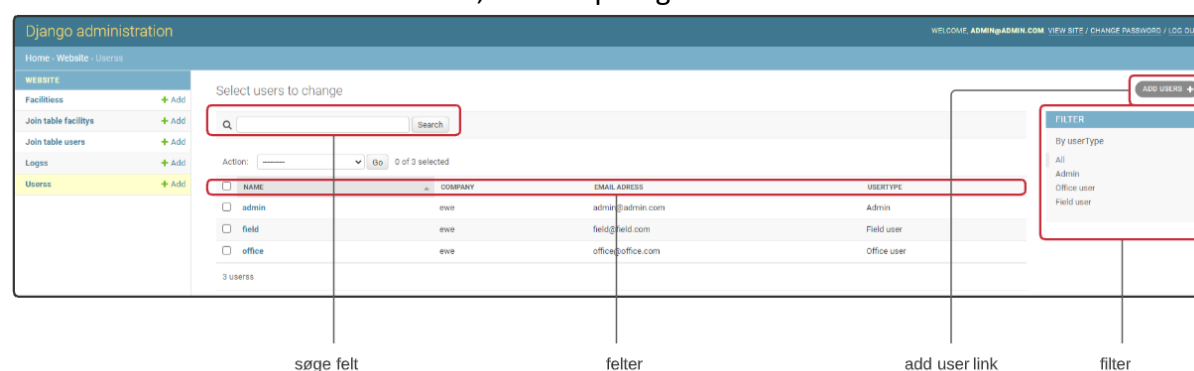 Django administration
WELCOME, ADMIN@ADMIN.COM. VIEW SITE / CHANGE PASSWORD / LOG OU
Home › Website › Userss
WEBSITE
Facilitiess + Add
Join table facilitys + Add
Join table users + Add
Logss + Add
Userss + Add
Select users to change
ADD USERS +
Search
Action: --------- Go 0 of 3 selected
NAME COMPANY EMAIL ADRESS USERTYPE
admin ewe admin@admin.com Admin
field ewe field@field.com Field user
office ewe office@office.com Office user
3 userss
FILTER
By userType
All
Admin
Office user
Field user
søge felt felter add user link filter